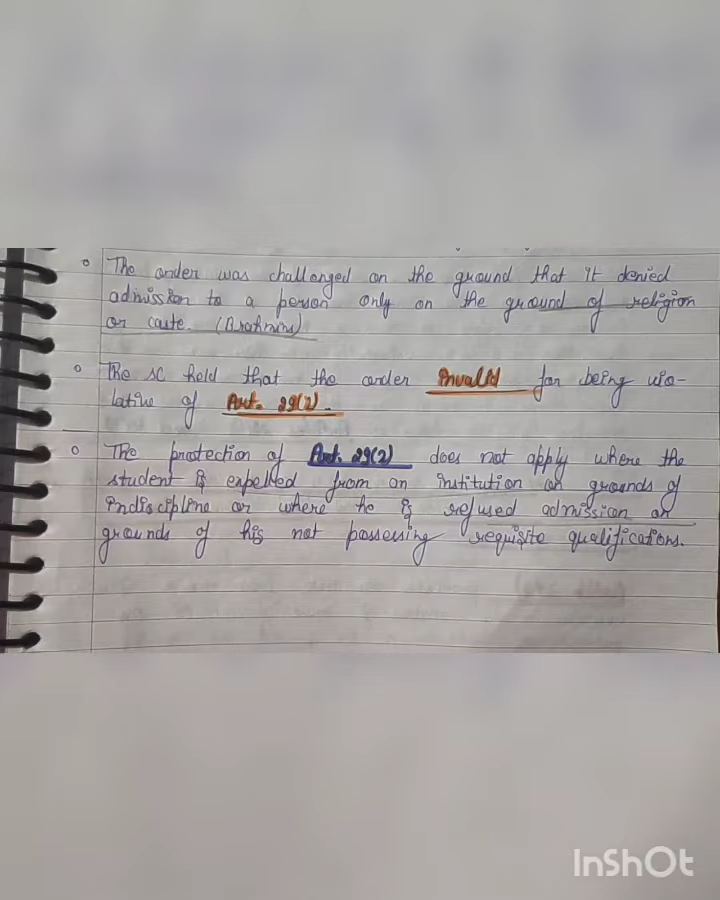 The order was challenged on the ground that it denied
admission to a person only on the ground of religion
or caste. (Brahmins)
The SC held that the order Invalid for being vio-
lative of Art. 29(2).
The protection of Art. 29(2) does not apply where the
student is expelled from an institution on grounds of
indiscipline or where he is refused admission on
grounds of his not possessing requisite qualifications.
InShOt